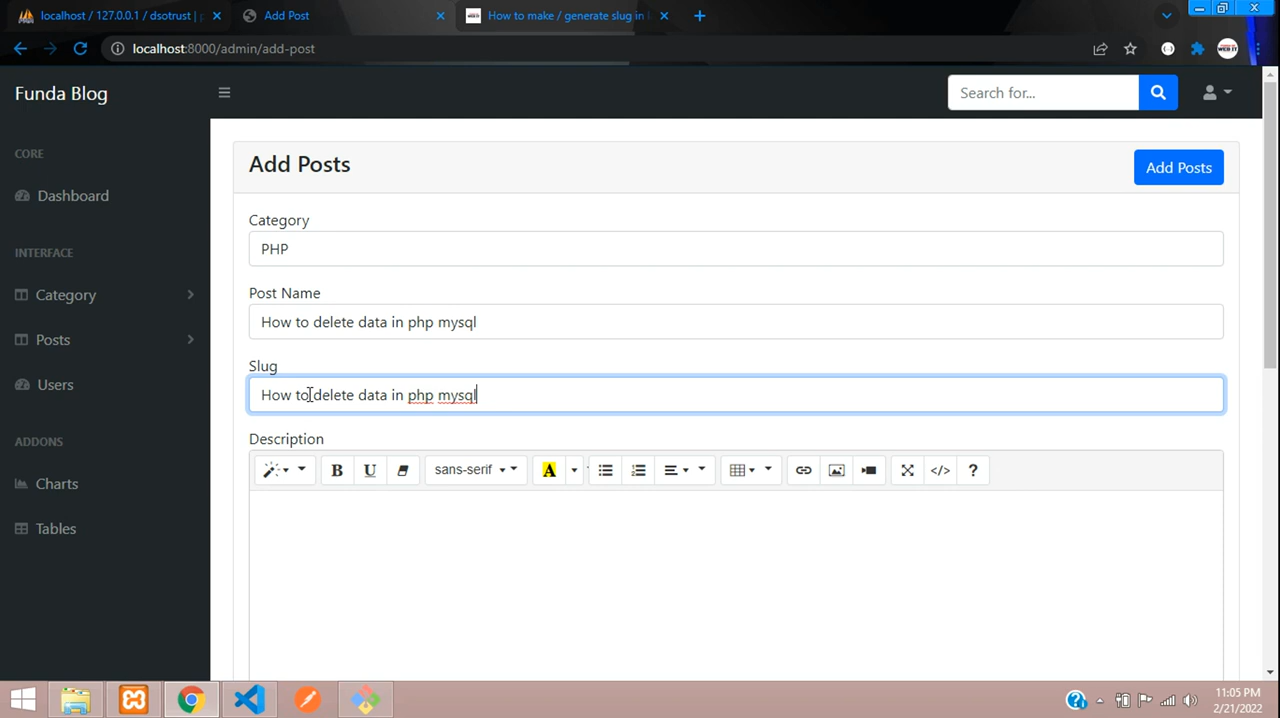 localhost / 127.0.0.1 / dsotrust | p
Add Post
How to make / generate slug in l
localhost:8000/admin/add-post
WEB IT
Funda Blog
Search for...
CORE
Dashboard
INTERFACE
Category
Posts
Users
ADDONS
Charts
Tables
Add Posts
Add Posts
Category
PHP
Post Name
How to delete data in php mysql
Slug
How to delete data in php mysql
Description
B U sans-serif A </> ?
11:05 PM
2/21/2022